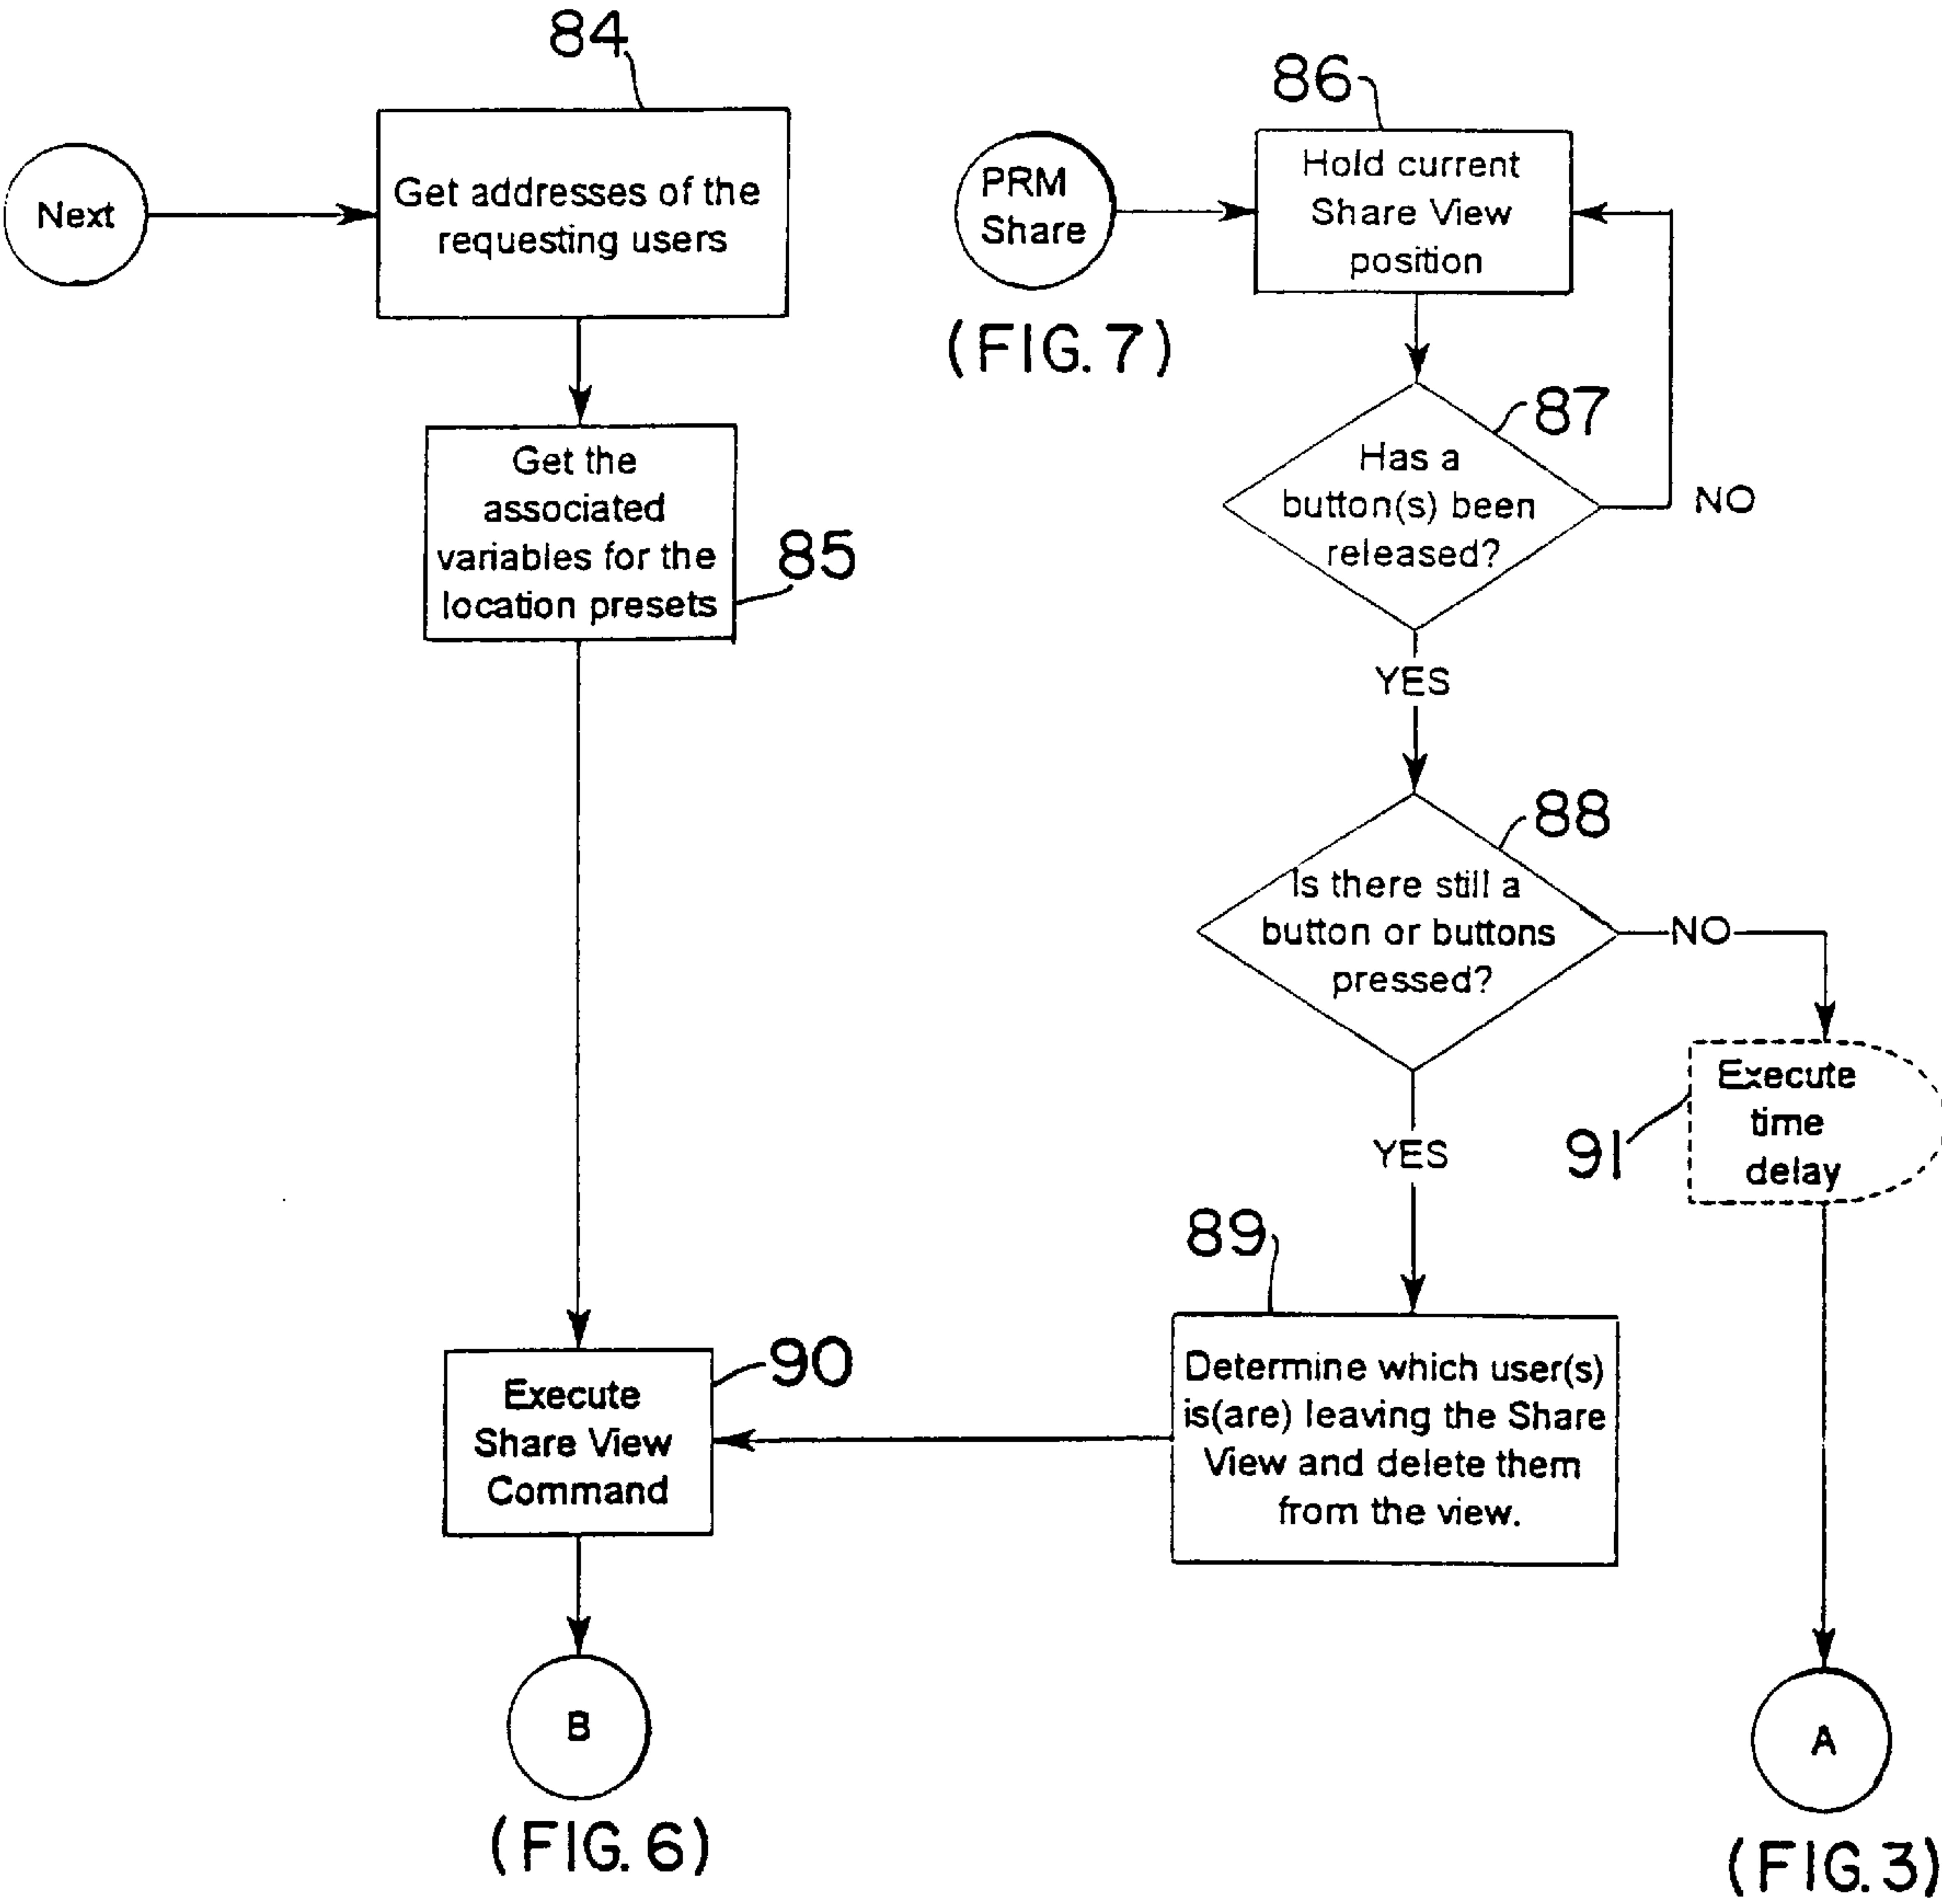 84
Next
Get addresses of the
requesting users
Get the
associated
variables for the
location presets
85
86
PRM
Share
(FIG. 7)
Hold current
Share View
position
87
Has a
button(s) been
released?
NO
YES
88
Is there still a
button or buttons
pressed?
NO
YES
91
Execute
time
delay
89
Determine which user(s)
is(are) leaving the Share
View and delete them
from the view.
90
Execute
Share View
Command
B
(FIG. 6)
A
(FIG. 3)